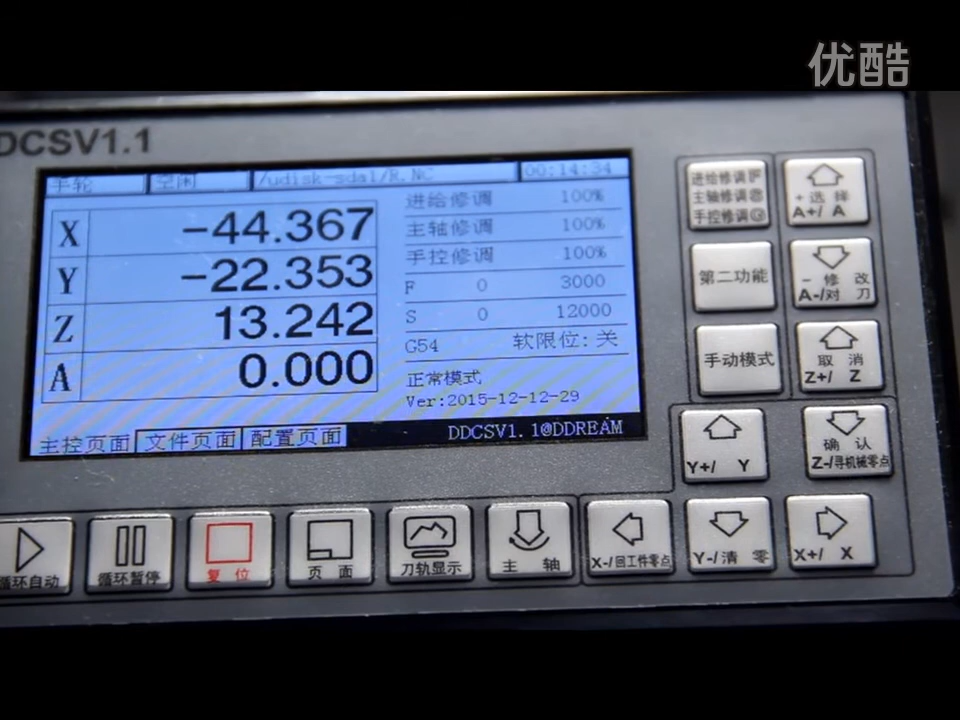 优酷
DDCSV1.1
手轮 空闲 /udisk-sda1/R.NC 00:14:34
X -44.367
Y -22.353
Z 13.242
A 0.000
进给修调 100%
主轴修调 100%
手控修调 100%
F 0 3000
S 0 12000
G54 软限位:关
正常模式
Ver:2015-12-12-29
主控页面 文件页面 配置页面 DDCSV1.1@DDREAM
进给修调F
主轴修调S
手控修调G
+选择
A+/ A
第二功能
-修改
A-/对刀
手动模式
取消
Z+/ Z
Y+/ Y
确认
Z-/寻机械零点
循环自动
循环暂停
复位
页面
刀轨显示
主轴
X-/回工件零点
Y-/清零
X+/ X